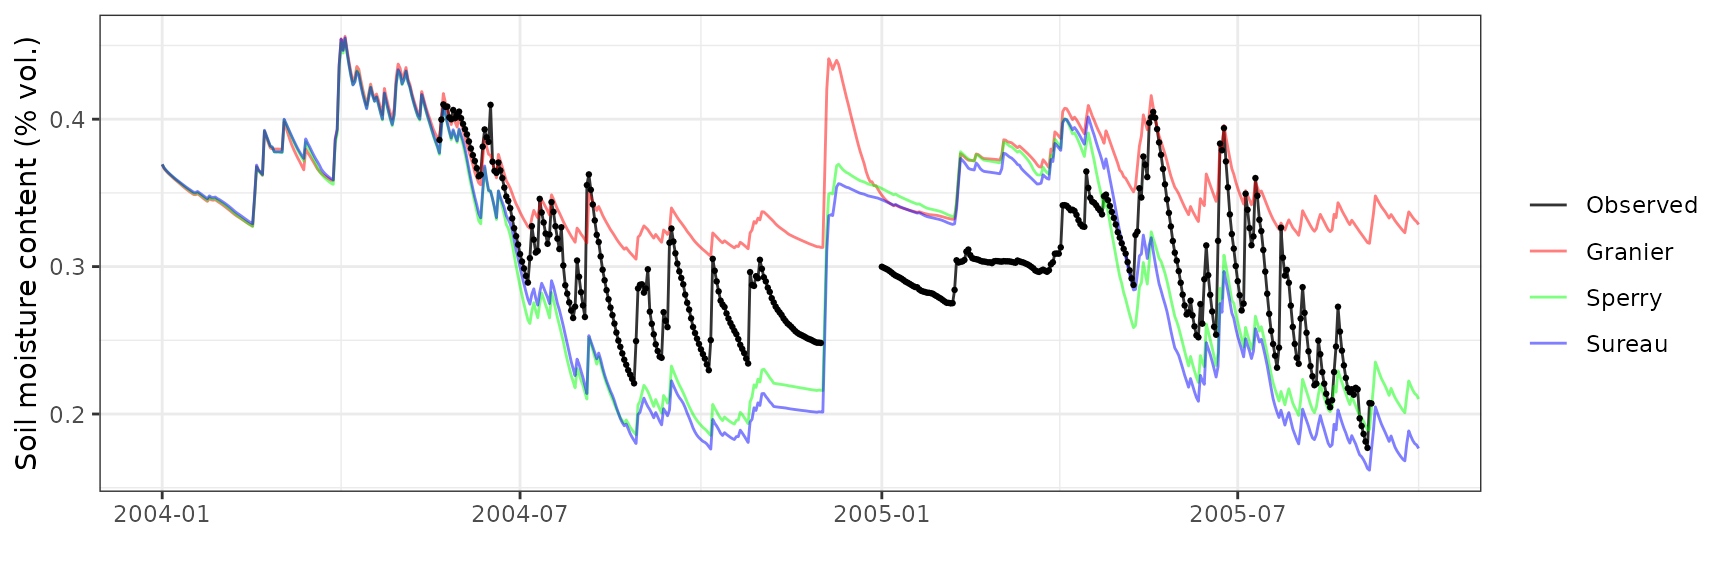 Soil moisture content (% vol.)
0.4
0.3
0.2
2004-01
2004-07
2005-01
2005-07
Observed
Granier
Sperry
Sureau